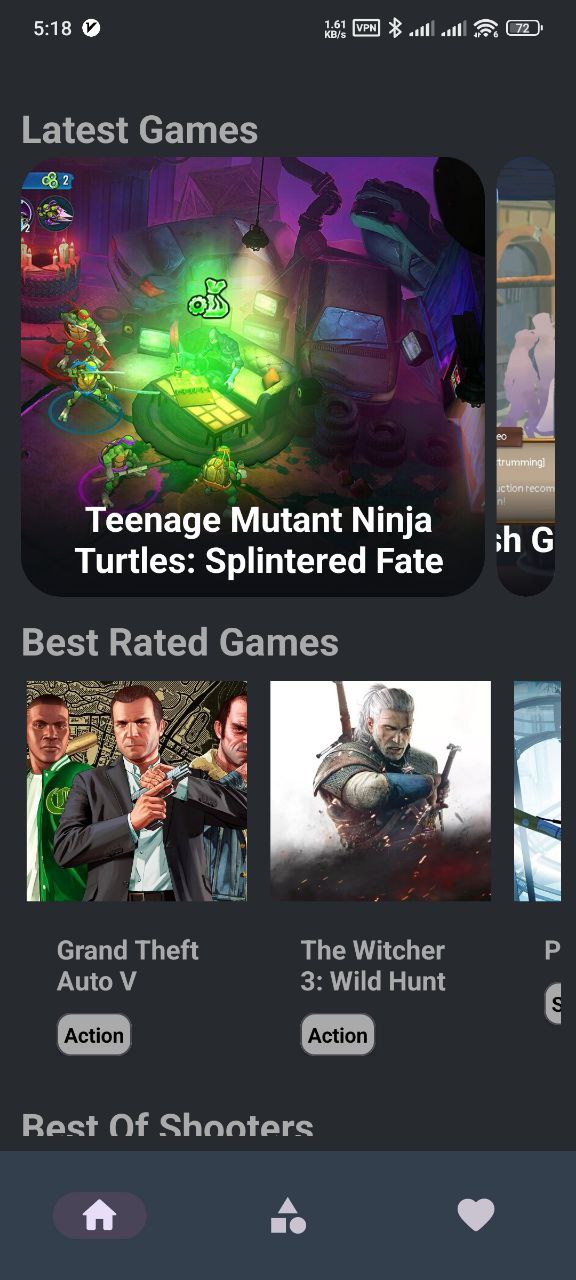 5:18
1.61
KB/s
VPN
6
72
Latest Games
2
Teenage Mutant Ninja
Turtles: Splintered Fate
sh G
Best Rated Games
Grand Theft
Auto V
Action
The Witcher
3: Wild Hunt
Action
P
S
Best Of Shooters